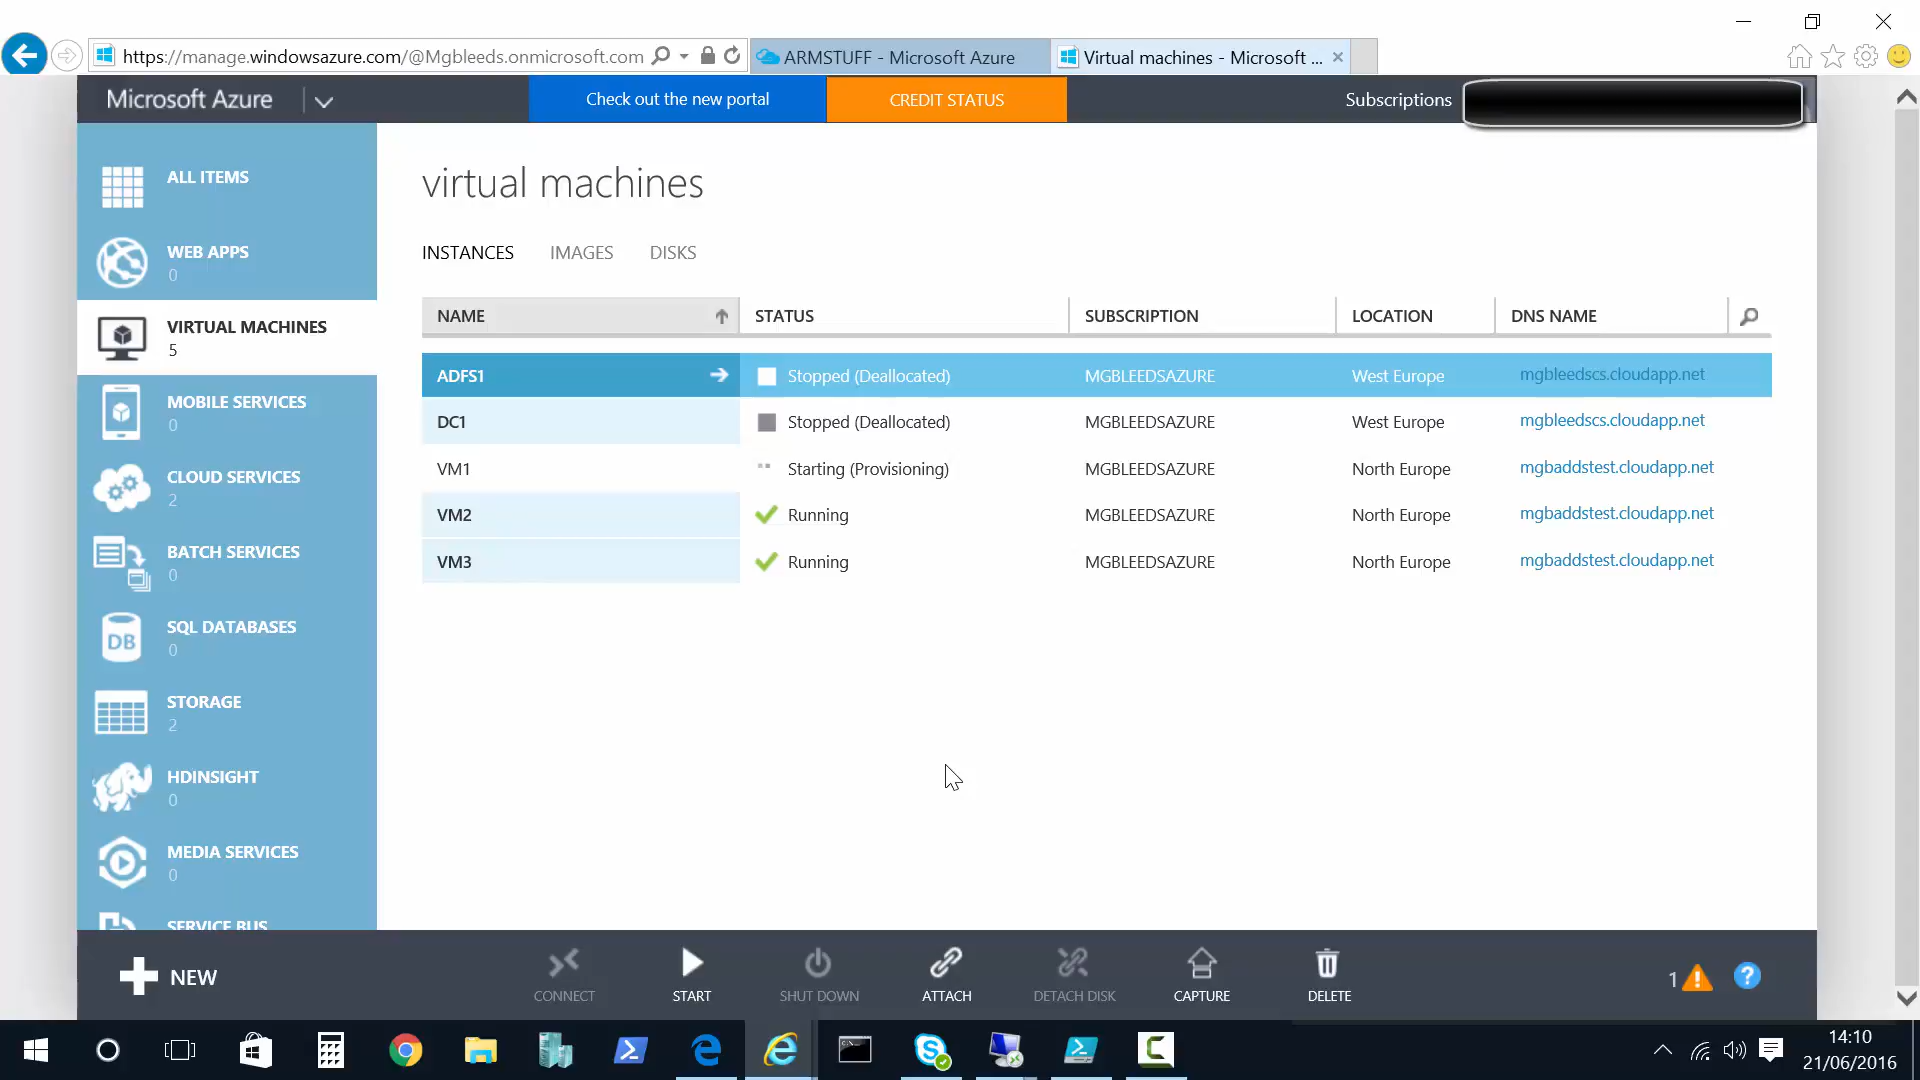 https://manage.windowsazure.com/@Mgbleeds.onmicrosoft.com
ARMSTUFF - Microsoft Azure
Virtual machines - Microsoft ...
Microsoft Azure
Check out the new portal
CREDIT STATUS
Subscriptions
ALL ITEMS
WEB APPS
0
VIRTUAL MACHINES
5
MOBILE SERVICES
0
CLOUD SERVICES
2
BATCH SERVICES
0
SQL DATABASES
0
DB
STORAGE
2
HDINSIGHT
0
MEDIA SERVICES
0
SERVICE BUS
virtual machines
INSTANCES IMAGES DISKS
NAME STATUS SUBSCRIPTION LOCATION DNS NAME
ADFS1 Stopped (Deallocated) MGBLEEDSAZURE West Europe mgbleedscs.cloudapp.net
DC1 Stopped (Deallocated) MGBLEEDSAZURE West Europe mgbleedscs.cloudapp.net
VM1 Starting (Provisioning) MGBLEEDSAZURE North Europe mgbaddstest.cloudapp.net
VM2 Running MGBLEEDSAZURE North Europe mgbaddstest.cloudapp.net
VM3 Running MGBLEEDSAZURE North Europe mgbaddstest.cloudapp.net
NEW
CONNECT START SHUT DOWN ATTACH DETACH DISK CAPTURE DELETE
1
14:10
21/06/2016